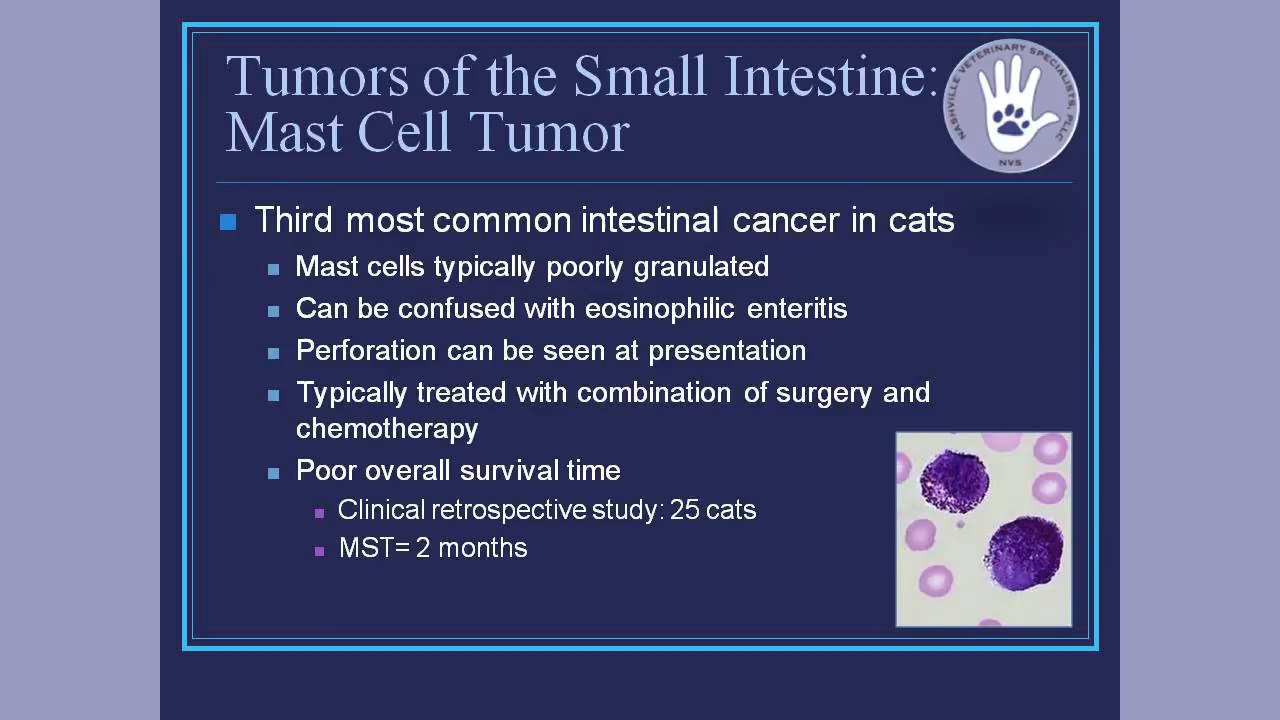 Tumors of the Small Intestine:
Mast Cell Tumor
NASHVILLE VETERINARY SPECIALISTS, PLLC
NVS
Third most common intestinal cancer in cats
Mast cells typically poorly granulated
Can be confused with eosinophilic enteritis
Perforation can be seen at presentation
Typically treated with combination of surgery and
chemotherapy
Poor overall survival time
Clinical retrospective study: 25 cats
MST= 2 months